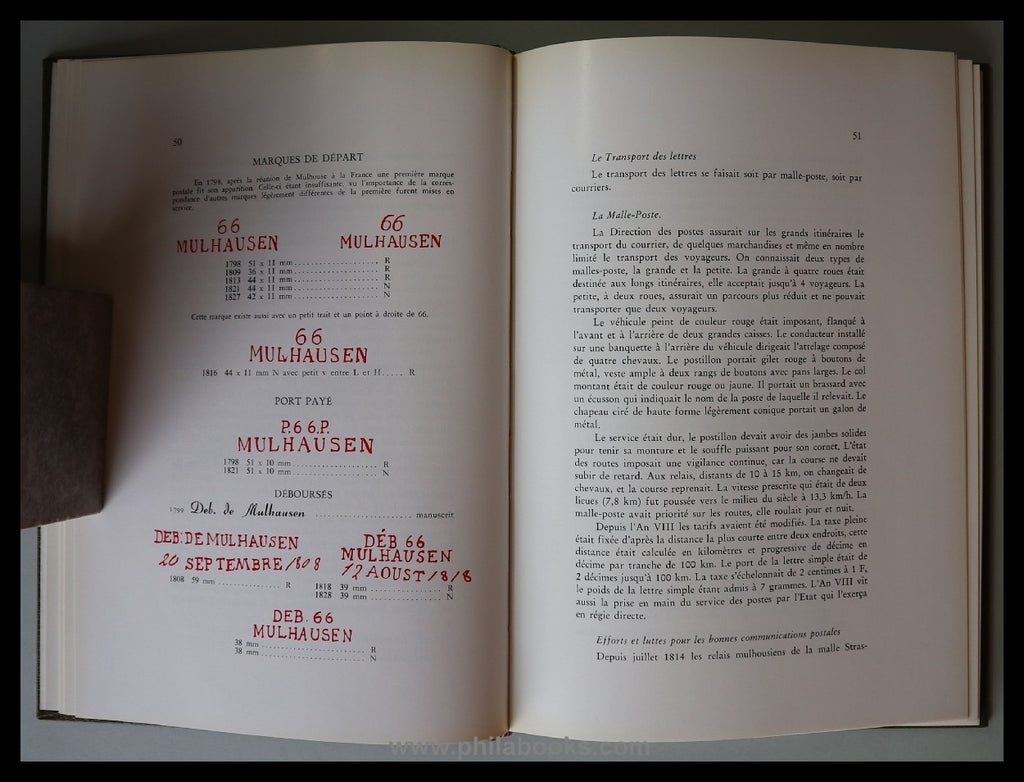 50
MARQUES DE DÉPART
En 1798, après la réunion de Mulhouse à la France une première marque
postale fit son apparition. Celle-ci étant insuffisante, vu l'importance de la corres-
pondance d'autres marques légèrement différentes de la première furent mises en
service.
66 66
MULHAUSEN MULHAUSEN
1798 51 x 11 mm .................... R
1809 36 x 11 mm .................... R
1813 44 x 11 mm .................... R
1821 44 x 11 mm .................... N
1827 42 x 11 mm .................... N
Cette marque existe aussi avec un petit trait et un point à droite de 66.
66
MULHAUSEN
1816 44 x 11 mm N avec petit v entre L et H ..... R
PORT PAYÉ
P.66.P.
MULHAUSEN
1798 51 x 10 mm .................... R
1821 51 x 10 mm .................... N
DÉBOURSÉS
1799 Deb. de Mulhausen .................... manuscrit
DEB: DE MULHAUSEN
20 SEPTEMBRE 1808
1808 59 mm ............... R
DÉB 66
MULHAUSEN
12 AOUST 1818
1818 39 mm .................... R
1828 39 mm .................... N
DEB. 66
MULHAUSEN
38 mm .................... R
38 mm .................... N
51
Le Transport des lettres
Le transport des lettres se faisait soit par malle-poste, soit par
courriers.
La Malle-Poste.
La Direction des postes assurait sur les grands itinéraires le
transport du courrier, de quelques marchandises et même en nombre
limité le transport des voyageurs. On connaissait deux types de
malles-poste, la grande et la petite. La grande à quatre roues était
destinée aux longs itinéraires, elle acceptait jusqu'à 4 voyageurs. La
petite, à deux roues, assurait un parcours plus réduit et ne pouvait
transporter que deux voyageurs.
Le véhicule peint de couleur rouge était imposant, flanqué à
l'avant et à l'arrière de deux grandes caisses. Le conducteur installé
sur une banquette à l'arrière du véhicule dirigeait l'attelage composé
de quatre chevaux. Le postillon portait gilet rouge à boutons de
métal, veste ample à deux rangs de boutons avec pans larges. Le col
montant était de couleur rouge ou jaune. Il portait un brassard avec
un écusson qui indiquait le nom de la poste de laquelle il relevait. Le
chapeau ciré de haute forme légèrement conique portait un galon de
métal.
Le service était dur, le postillon devait avoir des jambes solides
pour tenir sa monture et le souffle puissant pour son cornet. L'état
des routes imposait une vigilance continue, car la course ne devait
subir de retard. Aux relais, distants de 10 à 15 km, on changeait de
chevaux, et la course reprenait. La vitesse prescrite qui était de deux
lieues (7,8 km) fut poussée vers le milieu du siècle à 13,3 km/h. La
malle-poste avait priorité sur les routes, elle roulait jour et nuit.
Depuis l'An VIII les tarifs avaient été modifiés. La taxe pleine
était fixée d'après la distance la plus courte entre deux endroits, cette
distance était calculée en kilomètres et progressive de décime en
décime par tranche de 100 km. Le port de la lettre simple était de
2 décimes jusqu'à 100 km. La taxe s'échelonnait de 2 centimes à 1 F,
le poids de la lettre simple étant admis à 7 grammes. L'An VIII vit
aussi la prise en main du service des postes par l'Etat qui l'exerça
en régie directe.
Efforts et luttes pour les bonnes communications postales
Depuis juillet 1814 les relais mulhousiens de la malle Stras-
www.philabooks.com